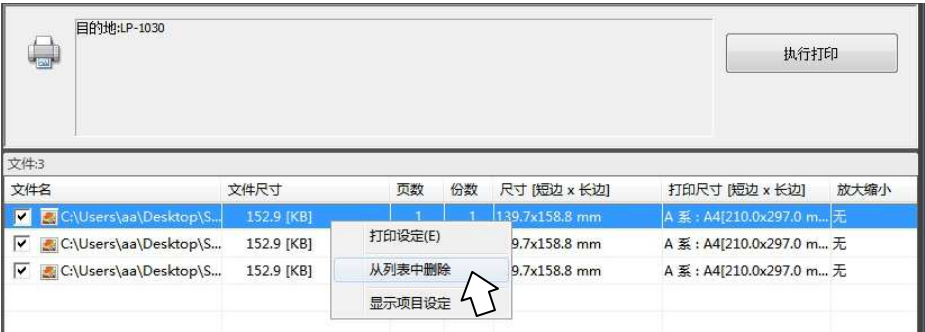 目的地:LP-1030
执行打印
文件:3
文件名 文件尺寸 页数 份数 尺寸 [短边 x 长边] 打印尺寸 [短边 x 长边] 放大缩小
C:\Users\aa\Desktop\S... 152.9 [KB] 1 1 139.7x158.8 mm A 系 : A4[210.0x297.0 m... 无
打印设定(E)
C:\Users\aa\Desktop\S... 152.9 [KB] 9.7x158.8 mm A 系 : A4[210.0x297.0 m... 无
从列表中删除
C:\Users\aa\Desktop\S... 152.9 [KB] 9.7x158.8 mm A 系 : A4[210.0x297.0 m... 无
显示项目设定